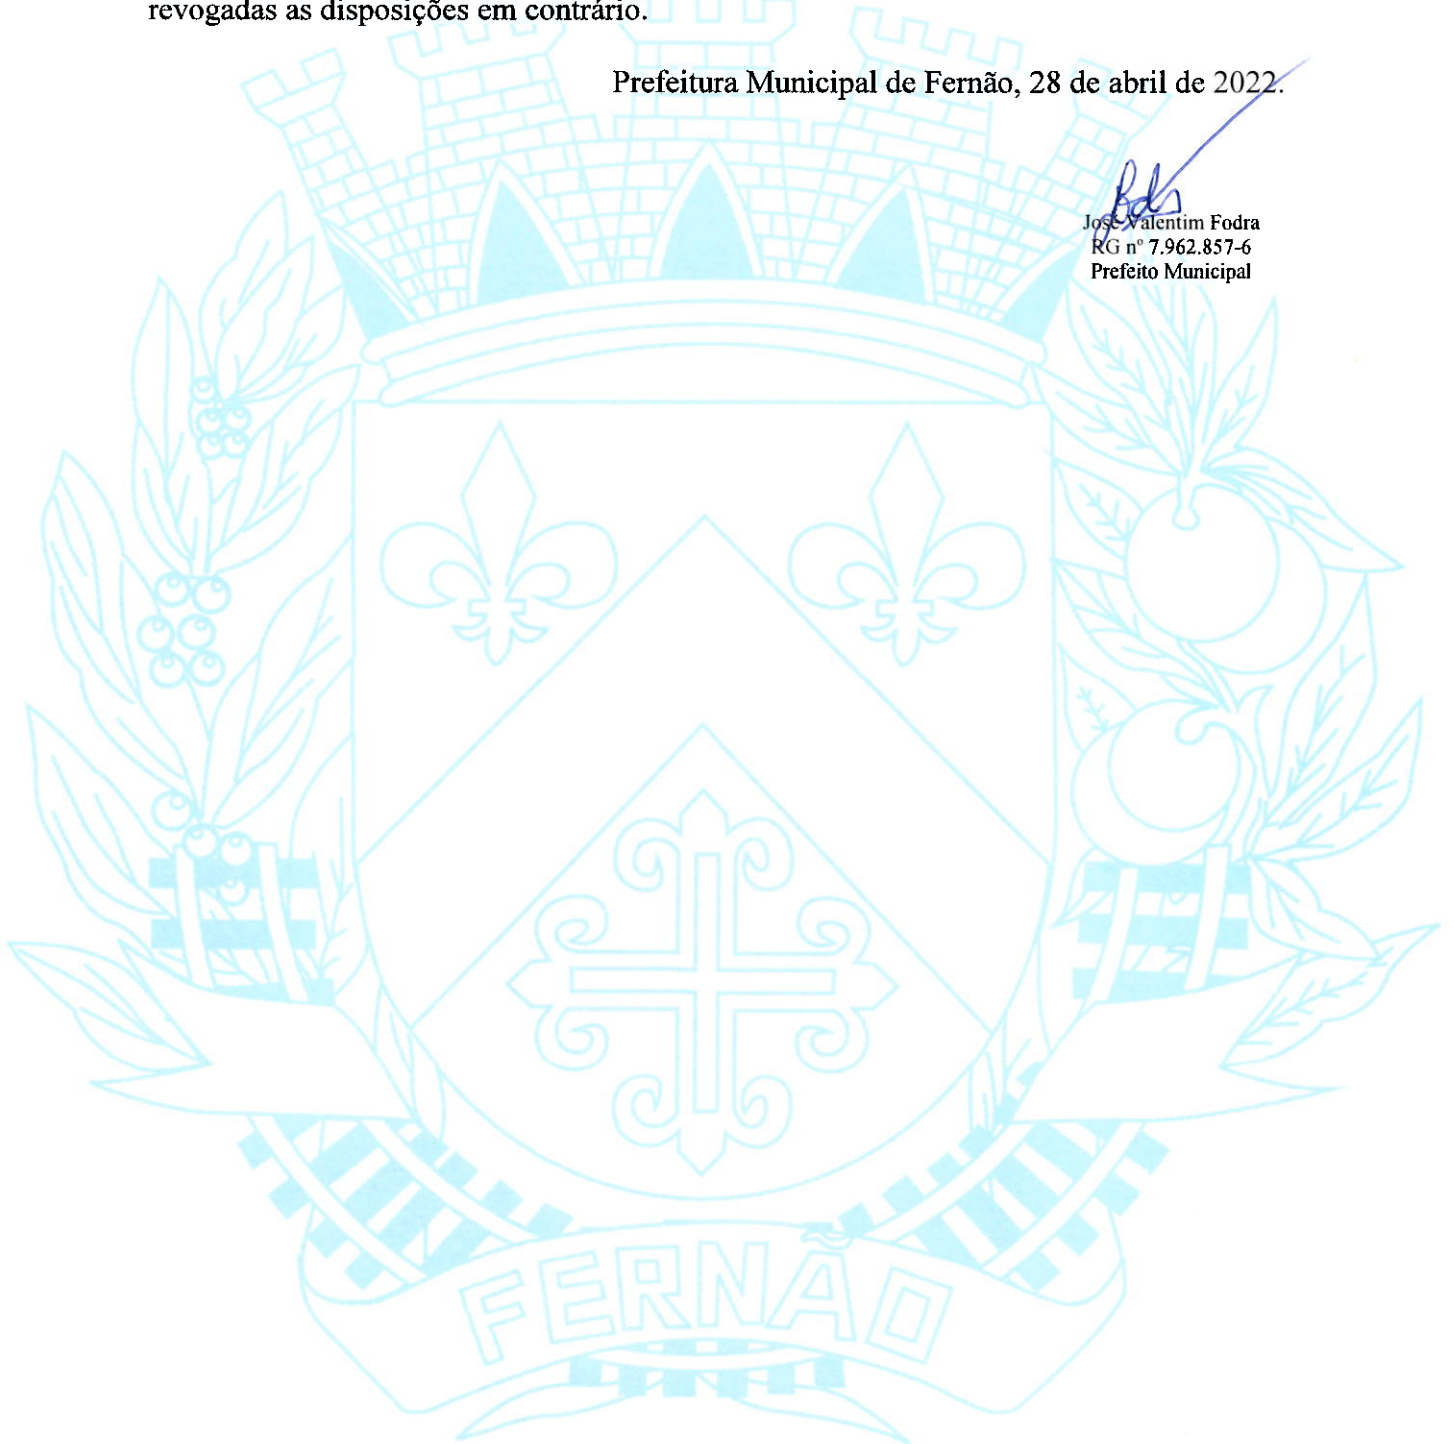 revogadas as disposições em contrário.
Prefeitura Municipal de Fernão, 28 de abril de 2022.
José Valentim Fodra
RG nº 7.962.857-6
Prefeito Municipal
FERNÃO